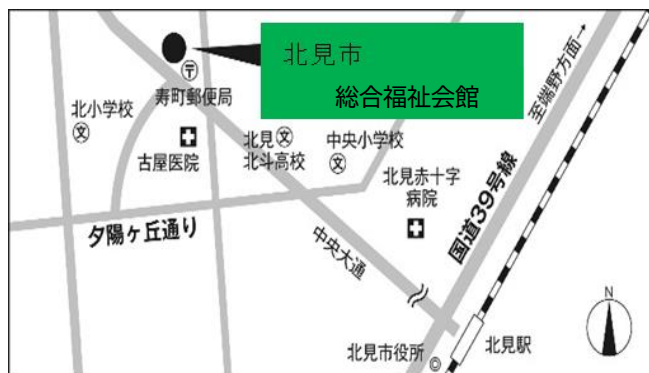 北見市
総合福祉会館
至端野方面→
〒
寿町郵便局
北小学校
文
古屋医院
北見
北斗高校
文
中央小学校
文
北見赤十字
病院
国道39号線
夕陽ヶ丘通り
中央大通
北見市役所
北見駅
N